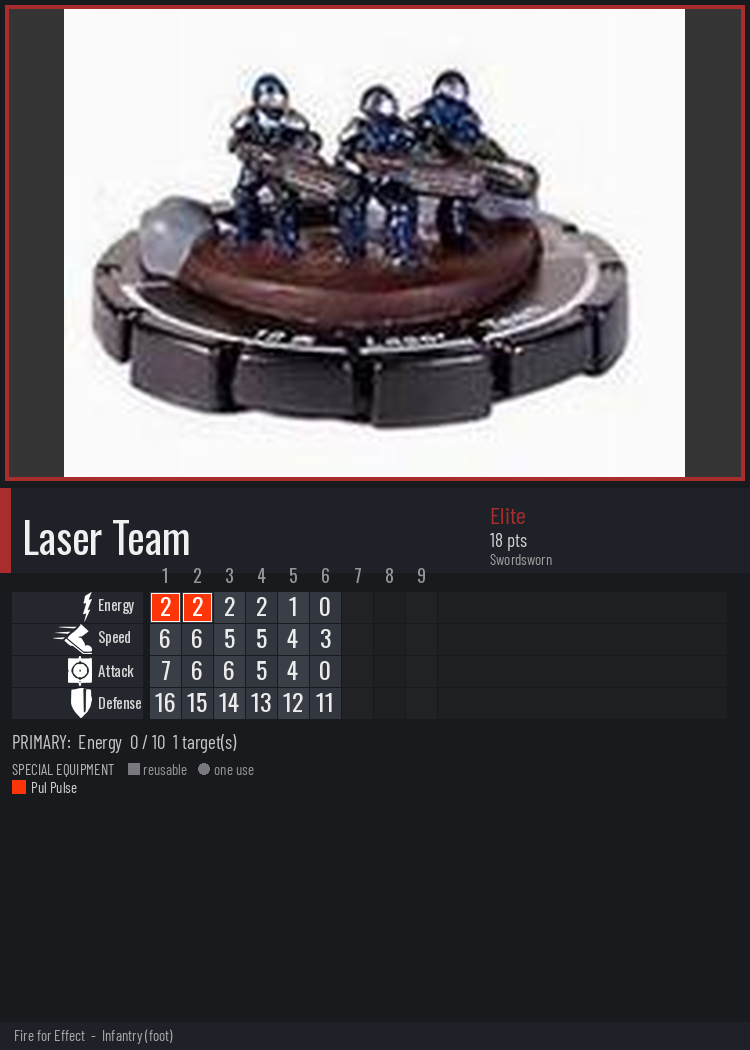 Laser
Laser Team
Elite
18 pts
Swordsworn
1 2 3 4 5 6 7 8 9
Energy 2 2 2 2 1 0
Speed 6 6 5 5 4 3
Attack 7 6 6 5 4 0
Defense 16 15 14 13 12 11
PRIMARY: Energy 0 / 10 1 target(s)
SPECIAL EQUIPMENT reusable one use
Pul Pulse
Fire for Effect - Infantry (foot)